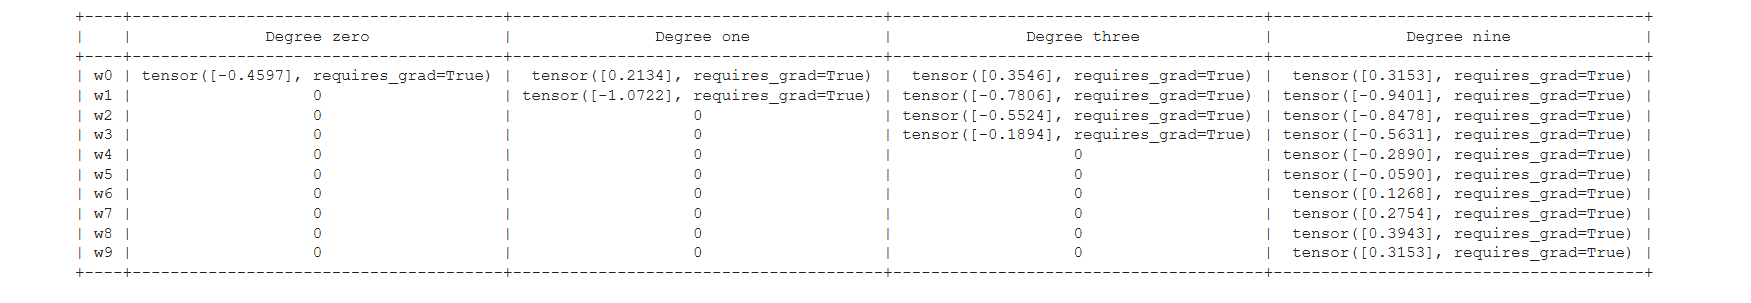 +----+---------------------------------------+---------------------------------------+---------------------------------------+---------------------------------------+
|    |              Degree zero              |               Degree one              |              Degree three             |              Degree nine              |
+----+---------------------------------------+---------------------------------------+---------------------------------------+---------------------------------------+
| w0 | tensor([-0.4597], requires_grad=True) |  tensor([0.2134], requires_grad=True) |  tensor([0.3546], requires_grad=True) |  tensor([0.3153], requires_grad=True) |
| w1 |                   0                   | tensor([-1.0722], requires_grad=True) | tensor([-0.7806], requires_grad=True) | tensor([-0.9401], requires_grad=True) |
| w2 |                   0                   |                   0                   | tensor([-0.5524], requires_grad=True) | tensor([-0.8478], requires_grad=True) |
| w3 |                   0                   |                   0                   | tensor([-0.1894], requires_grad=True) | tensor([-0.5631], requires_grad=True) |
| w4 |                   0                   |                   0                   |                   0                   | tensor([-0.2890], requires_grad=True) |
| w5 |                   0                   |                   0                   |                   0                   | tensor([-0.0590], requires_grad=True) |
| w6 |                   0                   |                   0                   |                   0                   |  tensor([0.1268], requires_grad=True) |
| w7 |                   0                   |                   0                   |                   0                   |  tensor([0.2754], requires_grad=True) |
| w8 |                   0                   |                   0                   |                   0                   |  tensor([0.3943], requires_grad=True) |
| w9 |                   0                   |                   0                   |                   0                   |  tensor([0.3153], requires_grad=True) |
+----+---------------------------------------+---------------------------------------+---------------------------------------+---------------------------------------+